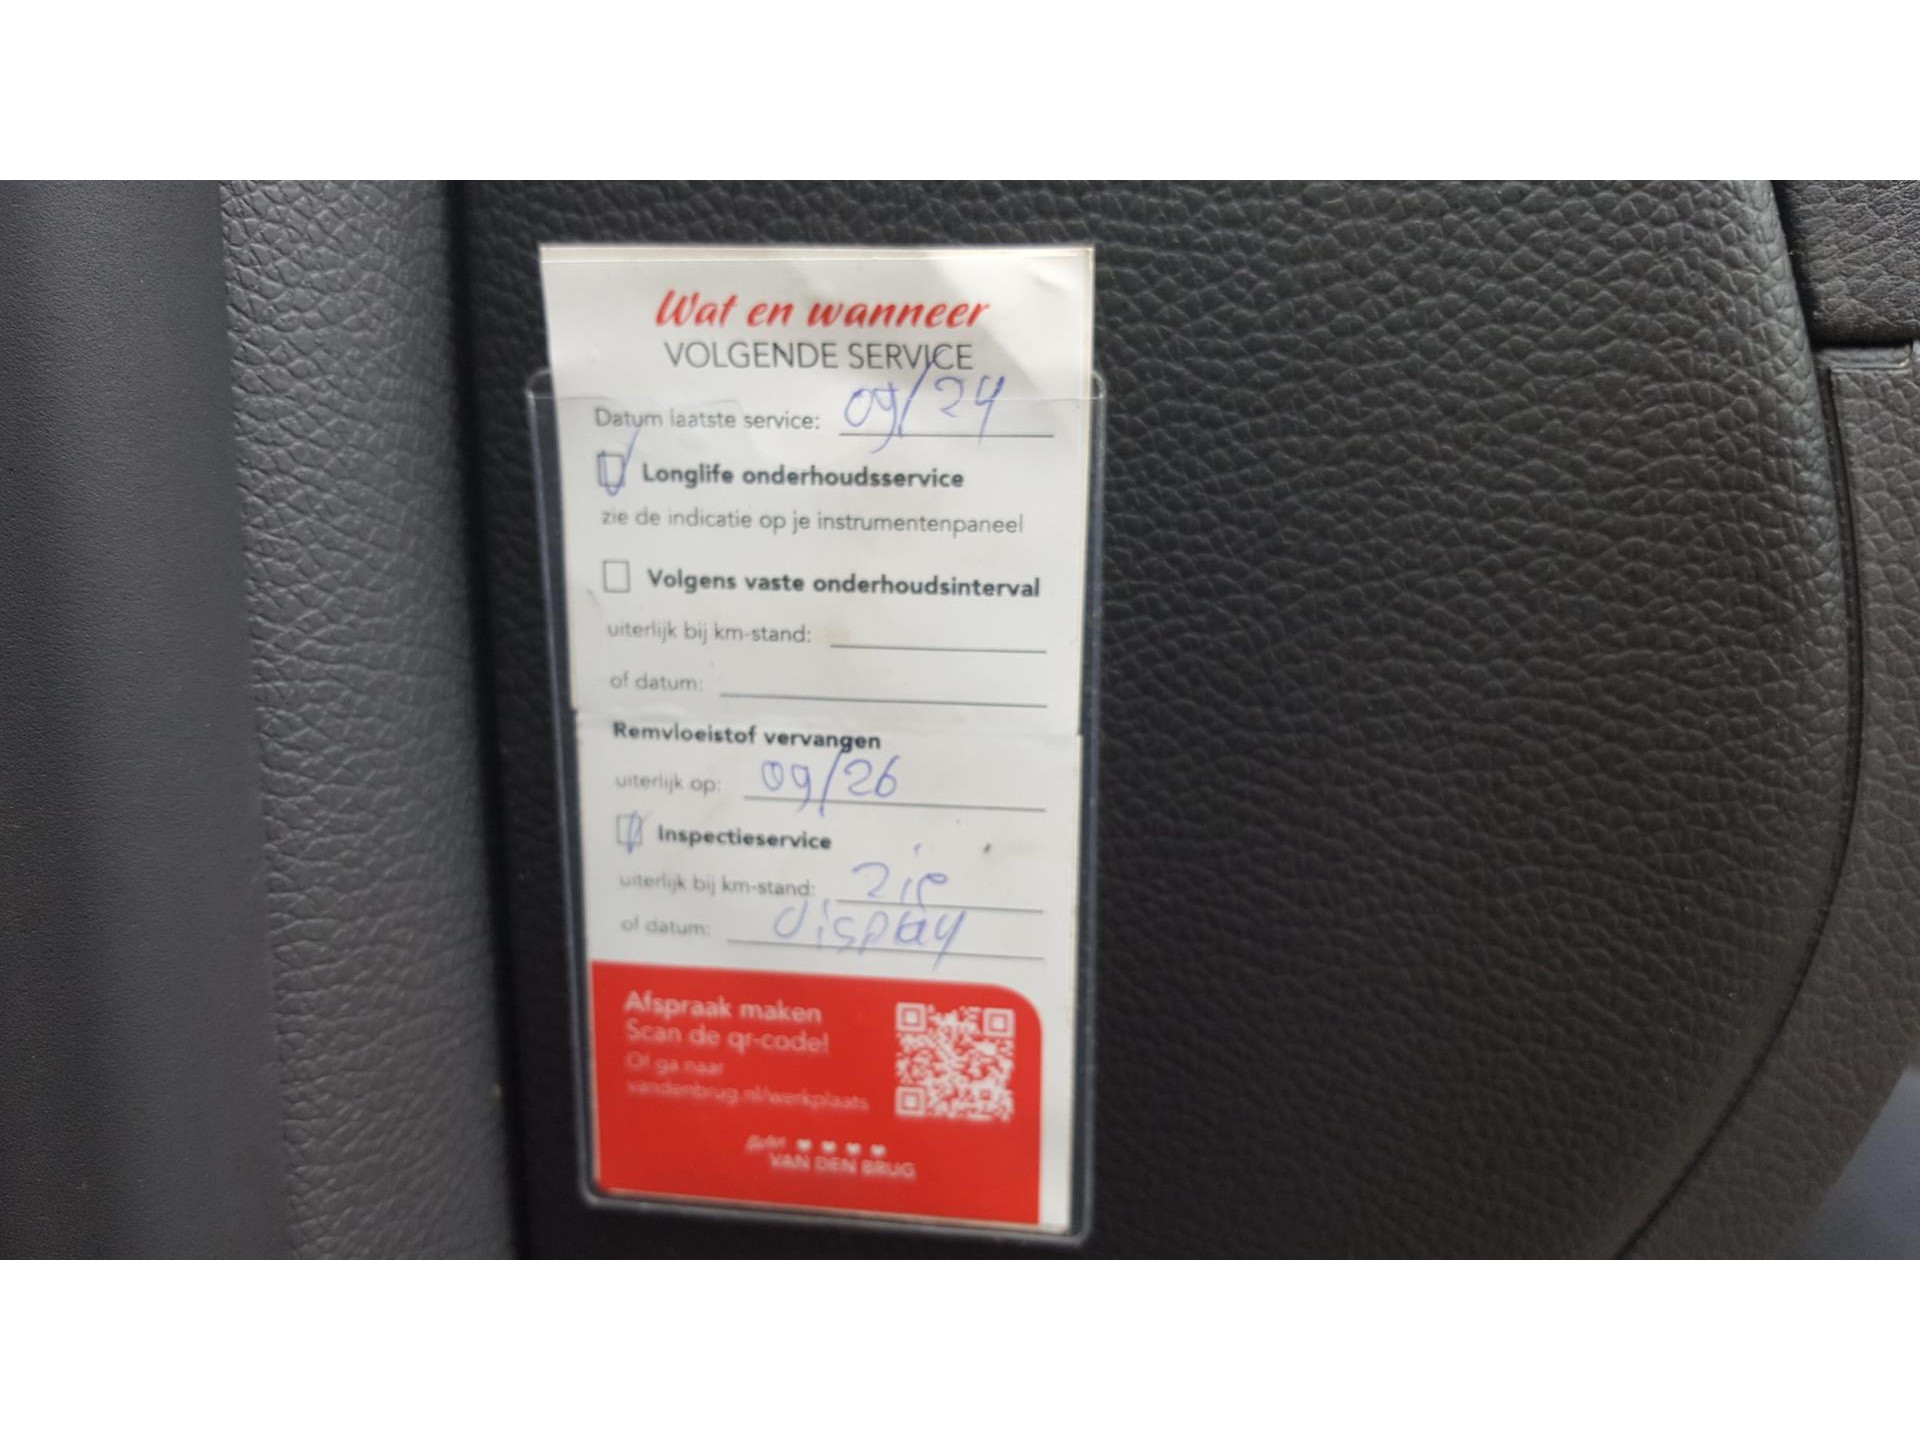 Wat en wanneer
VOLGENDE SERVICE
Datum laatste service: 09/24
Longlife onderhoudsservice
zie de indicatie op je instrumentenpaneel
Volgens vaste onderhoudsinterval
uiterlijk bij km-stand:
of datum:
Remvloeistof vervangen
uiterlijk op: 09/26
Inspectieservice
uiterlijk bij km-stand: zie
of datum: display
Afspraak maken
Scan de qr-code!
Of ga naar
vandenbrug.nl/werkplaats
VAN DEN BRUG